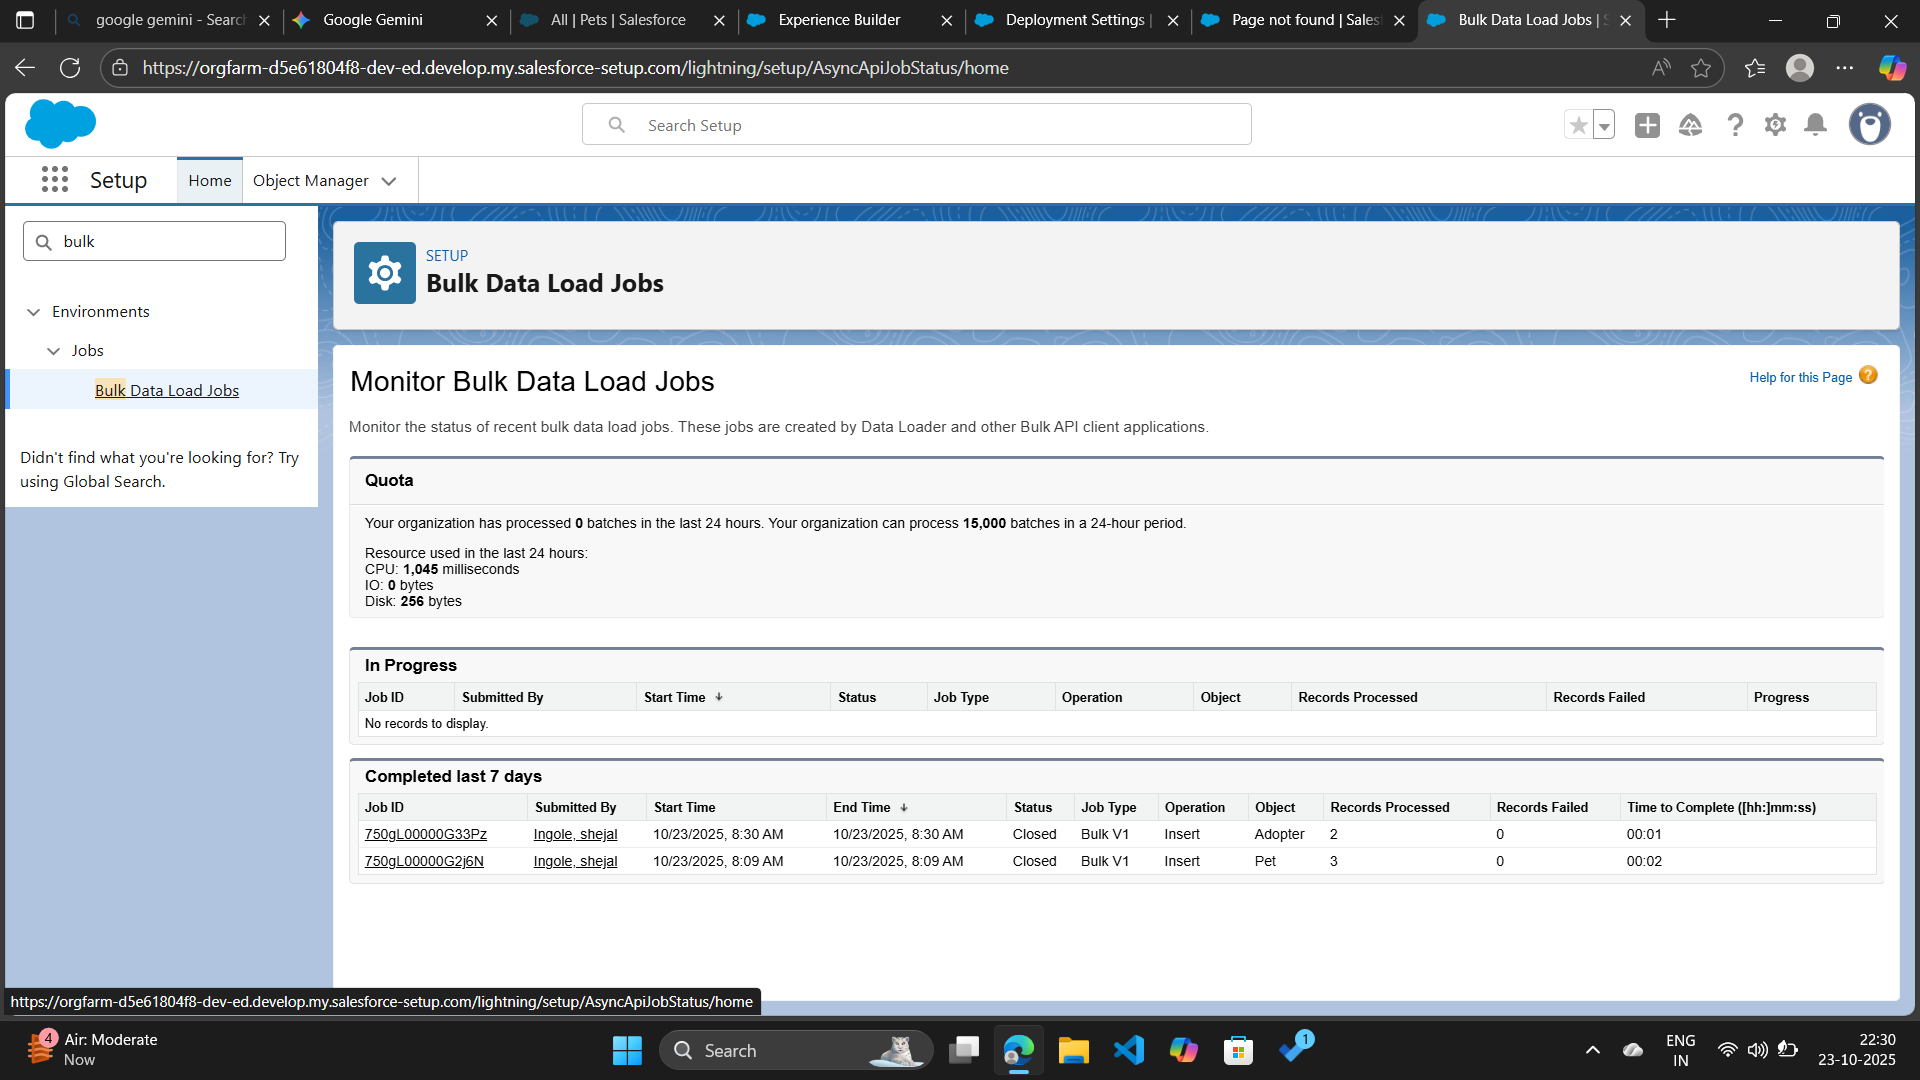 google gemini - Searc
Google Gemini
All | Pets | Salesforce
Experience Builder
Deployment Settings |
Page not found | Sales
Bulk Data Load Jobs | S
https://orgfarm-d5e61804f8-dev-ed.develop.my.salesforce-setup.com/lightning/setup/AsyncApiJobStatus/home
Search Setup
Setup
Home
Object Manager
bulk
Environments
Jobs
Bulk Data Load Jobs
Didn't find what you're looking for? Try
using Global Search.
SETUP
Bulk Data Load Jobs
Monitor Bulk Data Load Jobs
Help for this Page ?
Monitor the status of recent bulk data load jobs. These jobs are created by Data Loader and other Bulk API client applications.
Quota
Your organization has processed 0 batches in the last 24 hours. Your organization can process 15,000 batches in a 24-hour period.
Resource used in the last 24 hours:
CPU: 1,045 milliseconds
IO: 0 bytes
Disk: 256 bytes
In Progress
Job ID Submitted By Start Time Status Job Type Operation Object Records Processed Records Failed Progress
No records to display.
Completed last 7 days
Job ID Submitted By Start Time End Time Status Job Type Operation Object Records Processed Records Failed Time to Complete ([hh:]mm:ss)
750gL00000G33Pz Ingole, shejal 10/23/2025, 8:30 AM 10/23/2025, 8:30 AM Closed Bulk V1 Insert Adopter 2 0 00:01
750gL00000G2j6N Ingole, shejal 10/23/2025, 8:09 AM 10/23/2025, 8:09 AM Closed Bulk V1 Insert Pet 3 0 00:02
https://orgfarm-d5e61804f8-dev-ed.develop.my.salesforce-setup.com/lightning/setup/AsyncApiJobStatus/home
4
Air: Moderate
Now
Search
1
ENG
IN
22:30
23-10-2025